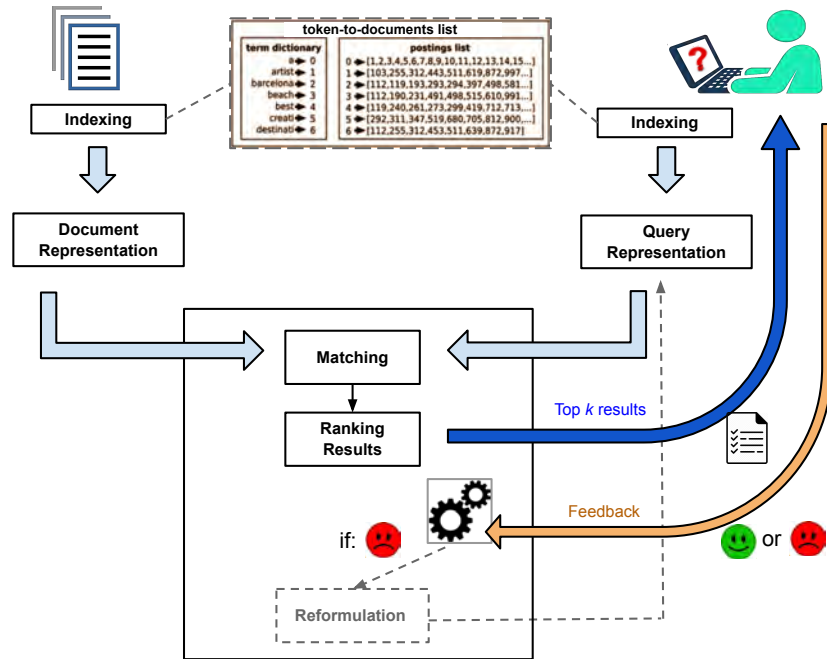 token-to-documents list
term dictionary
a 0
artist 1
barcelona 2
beach 3
best 4
creati 5
destinati 6
postings list
0 [1,2,3,4,5,6,7,8,9,10,11,12,13,14,15...]
1 [103,255,312,443,511,619,872,997...]
2 [112,119,193,293,294,397,498,581...]
3 [112,190,231,491,498,515,610,991...]
4 [119,240,261,273,299,419,712,713...]
5 [292,311,347,519,680,705,812,900,...]
6 [112,255,312,453,511,639,872,917]
?
Indexing
Indexing
Document
Representation
Query
Representation
Matching
Ranking
Results
Top k results
Feedback
if:
or
Reformulation